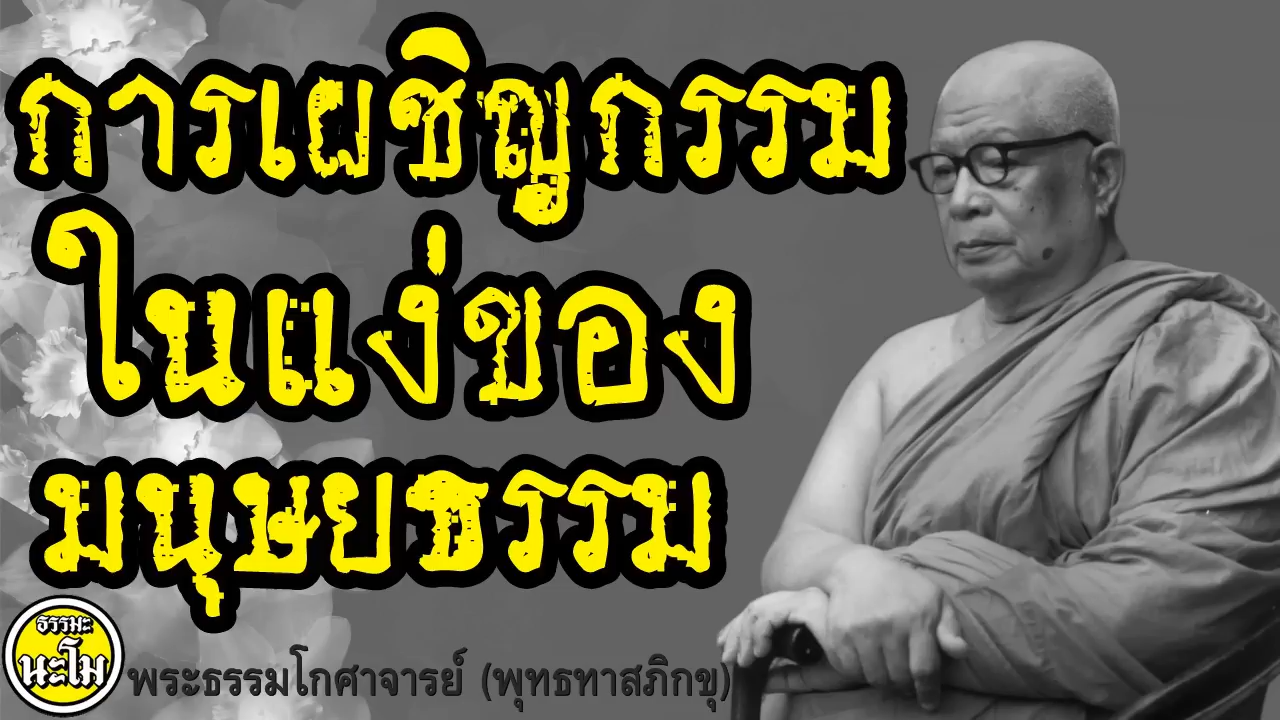 การเผชิญกรรม
ในแง่ของ
มนุษยธรรม
ธรรมะ
นะโม
พระธรรมโกศาจารย์ (พุทธทาสภิกขุ)